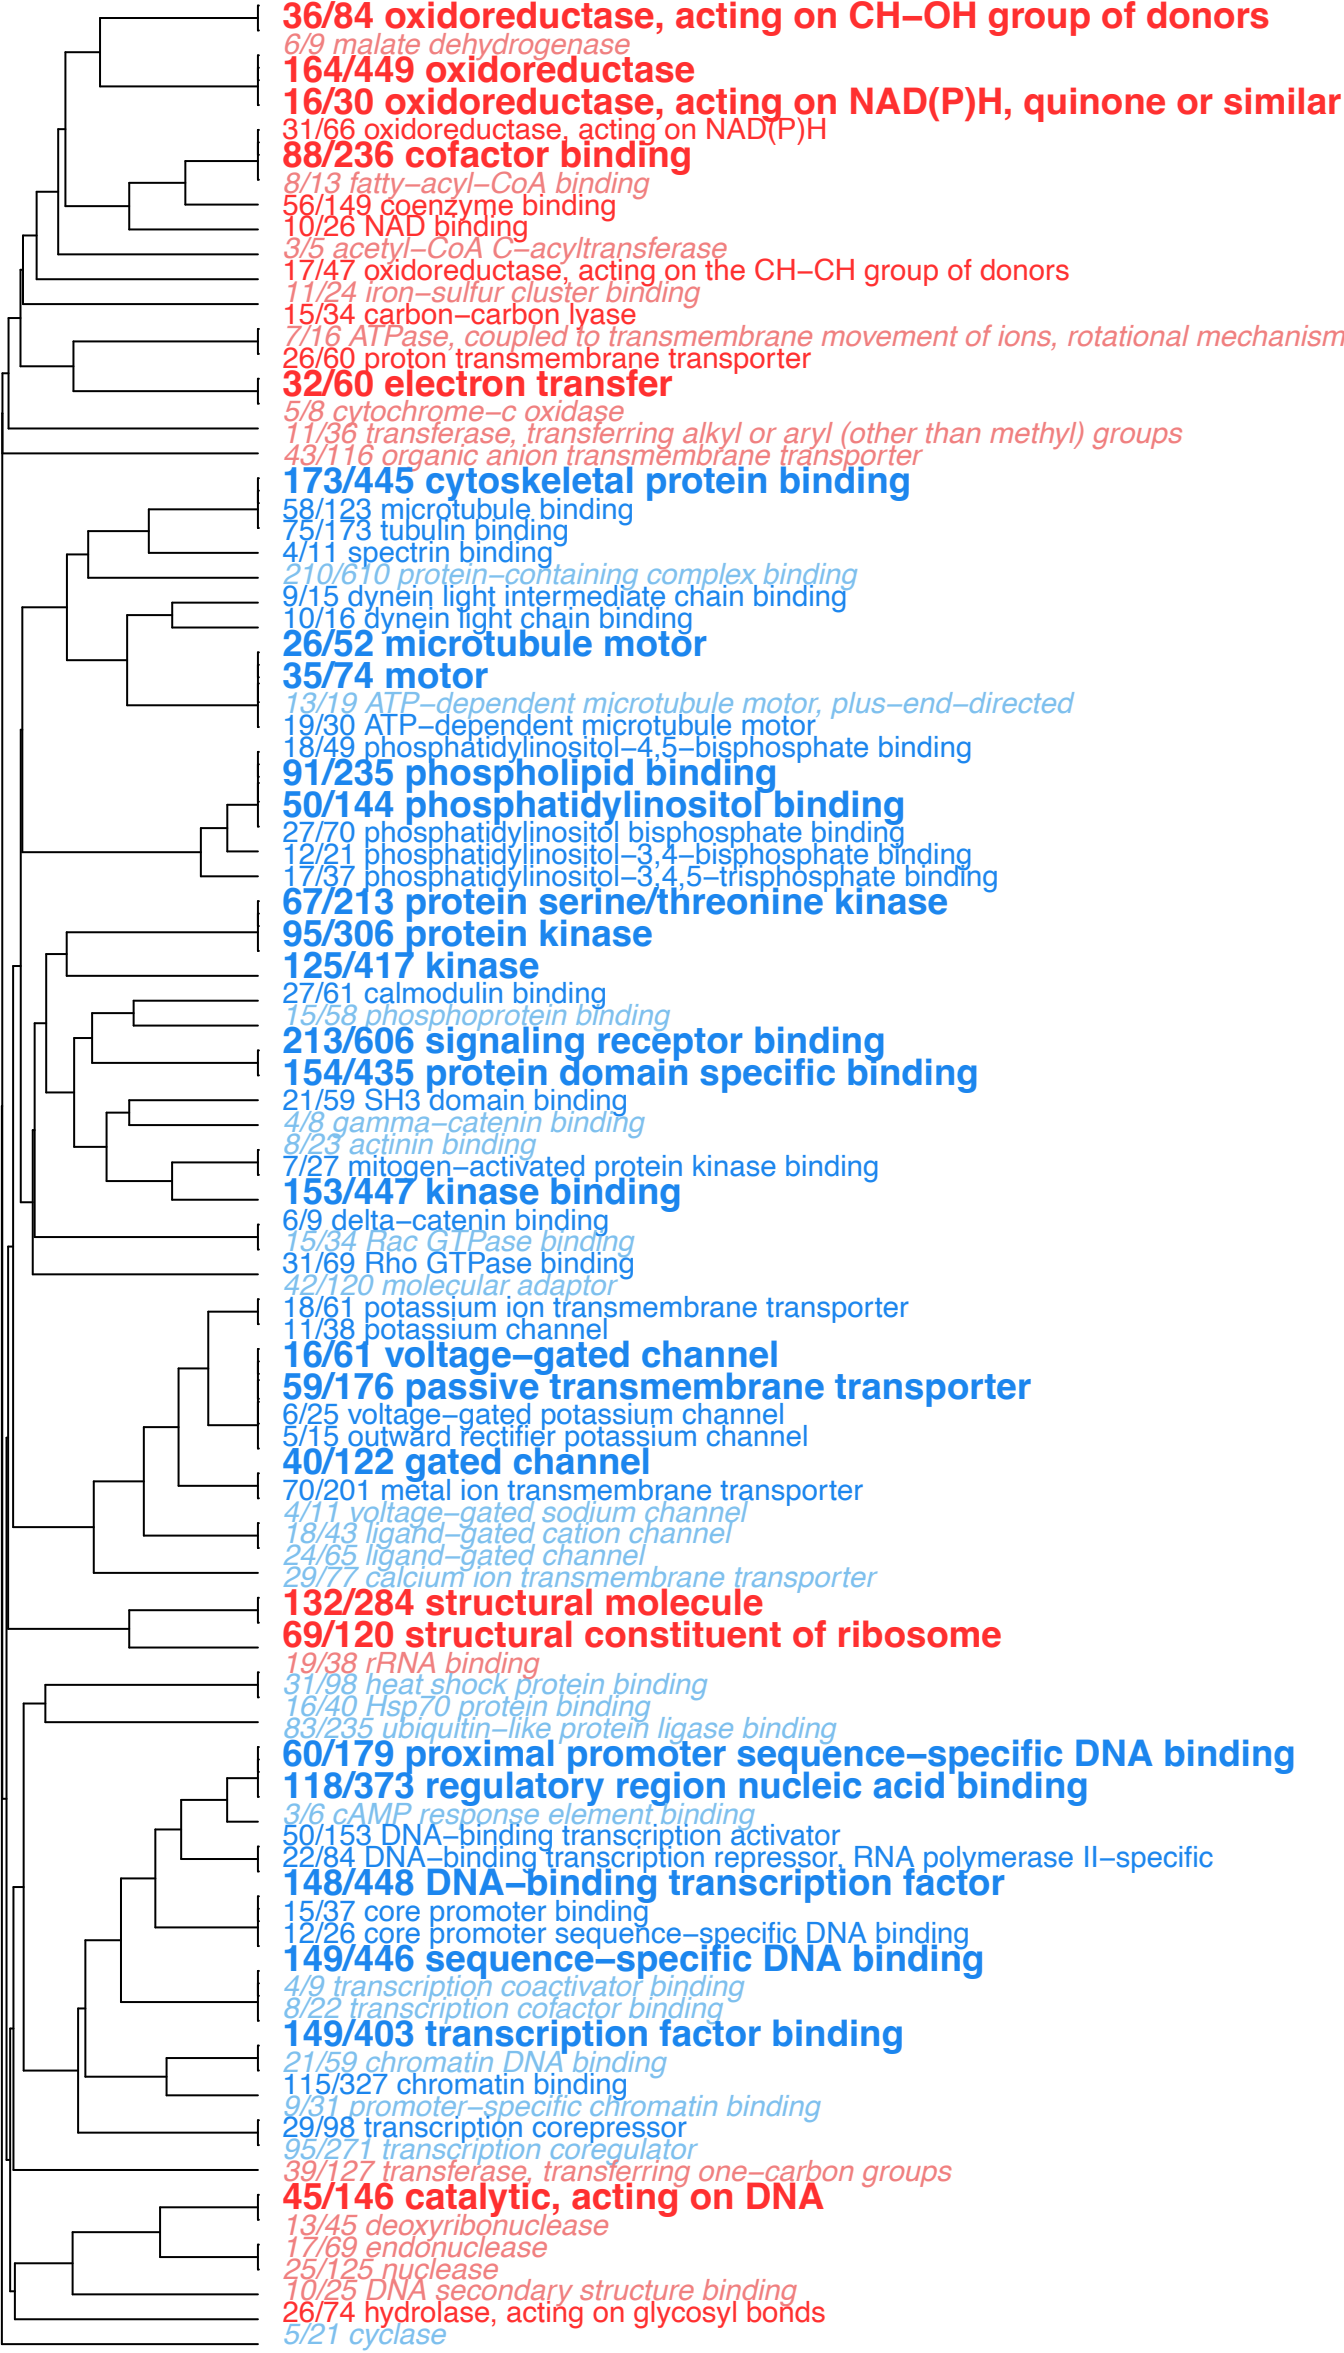 36/84 oxidoreductase, acting on CH−OH group of donors
6/9 malate dehydrogenase
164/449 oxidoreductase
16/30 oxidoreductase, acting on NAD(P)H, quinone or similar
31/66 oxidoreductase, acting on NAD(P)H
88/236 cofactor binding
8/13 fatty−acyl−CoA binding
56/149 coenzyme binding
10/26 NAD binding
3/5 acetyl−CoA C−acyltransferase
17/47 oxidoreductase, acting on the CH−CH group of donors
11/24 iron−sulfur cluster binding
15/34 carbon−carbon lyase
7/16 ATPase, coupled to transmembrane movement of ions, rotational mechanism
26/60 proton transmembrane transporter
32/60 electron transfer
5/8 cytochrome−c oxidase
11/36 transferase, transferring alkyl or aryl (other than methyl) groups
43/116 organic anion transmembrane transporter
173/445 cytoskeletal protein binding
58/123 microtubule binding
75/173 tubulin binding
4/11 spectrin binding
210/610 protein−containing complex binding
9/15 dynein light intermediate chain binding
10/16 dynein light chain binding
26/52 microtubule motor
35/74 motor
13/19 ATP−dependent microtubule motor, plus−end−directed
19/30 ATP−dependent microtubule motor
18/49 phosphatidylinositol−4,5−bisphosphate binding
91/235 phospholipid binding
50/144 phosphatidylinositol binding
27/70 phosphatidylinositol bisphosphate binding
12/21 phosphatidylinositol−3,4−bisphosphate binding
17/37 phosphatidylinositol−3,4,5−trisphosphate binding
67/213 protein serine/threonine kinase
95/306 protein kinase
125/417 kinase
27/61 calmodulin binding
15/58 phosphoprotein binding
213/606 signaling receptor binding
154/435 protein domain specific binding
21/59 SH3 domain binding
4/8 gamma−catenin binding
8/23 actinin binding
7/27 mitogen−activated protein kinase binding
153/447 kinase binding
6/9 delta−catenin binding
15/34 Rac GTPase binding
31/69 Rho GTPase binding
42/120 molecular adaptor
18/61 potassium ion transmembrane transporter
11/38 potassium channel
16/61 voltage−gated channel
59/176 passive transmembrane transporter
6/25 voltage−gated potassium channel
5/15 outward rectifier potassium channel
40/122 gated channel
70/201 metal ion transmembrane transporter
4/11 voltage−gated sodium channel
18/43 ligand−gated cation channel
24/65 ligand−gated channel
29/77 calcium ion transmembrane transporter
132/284 structural molecule
69/120 structural constituent of ribosome
19/38 rRNA binding
31/98 heat shock protein binding
16/40 Hsp70 protein binding
83/235 ubiquitin−like protein ligase binding
60/179 proximal promoter sequence−specific DNA binding
118/373 regulatory region nucleic acid binding
3/6 cAMP response element binding
50/153 DNA−binding transcription activator
22/84 DNA−binding transcription repressor, RNA polymerase II−specific
148/448 DNA−binding transcription factor
15/37 core promoter binding
12/26 core promoter sequence−specific DNA binding
149/446 sequence−specific DNA binding
4/9 transcription coactivator binding
8/22 transcription cofactor binding
149/403 transcription factor binding
21/59 chromatin DNA binding
115/327 chromatin binding
9/31 promoter−specific chromatin binding
29/98 transcription corepressor
95/271 transcription coregulator
39/127 transferase, transferring one−carbon groups
45/146 catalytic, acting on DNA
13/45 deoxyribonuclease
17/69 endonuclease
25/125 nuclease
10/25 DNA secondary structure binding
26/74 hydrolase, acting on glycosyl bonds
5/21 cyclase